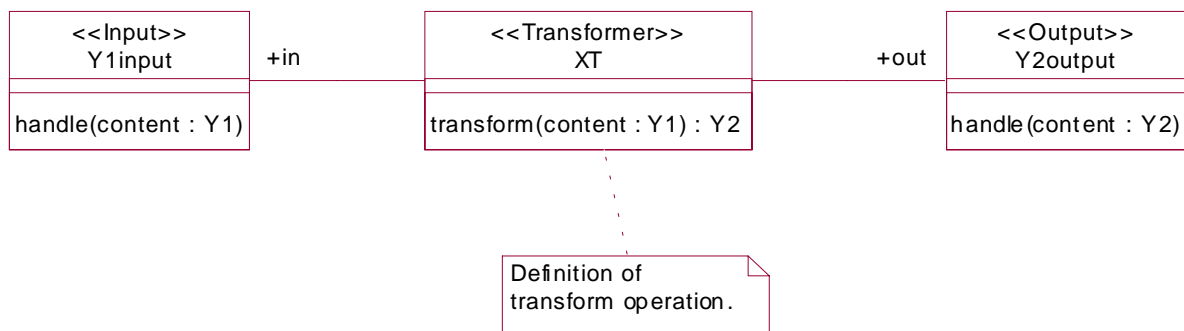 <<Input>>
Y1input
handle(content : Y1)
+in
<<Transformer>>
XT
transform(content : Y1) : Y2
+out
<<Output>>
Y2output
handle(content : Y2)
Definition of
transform operation.